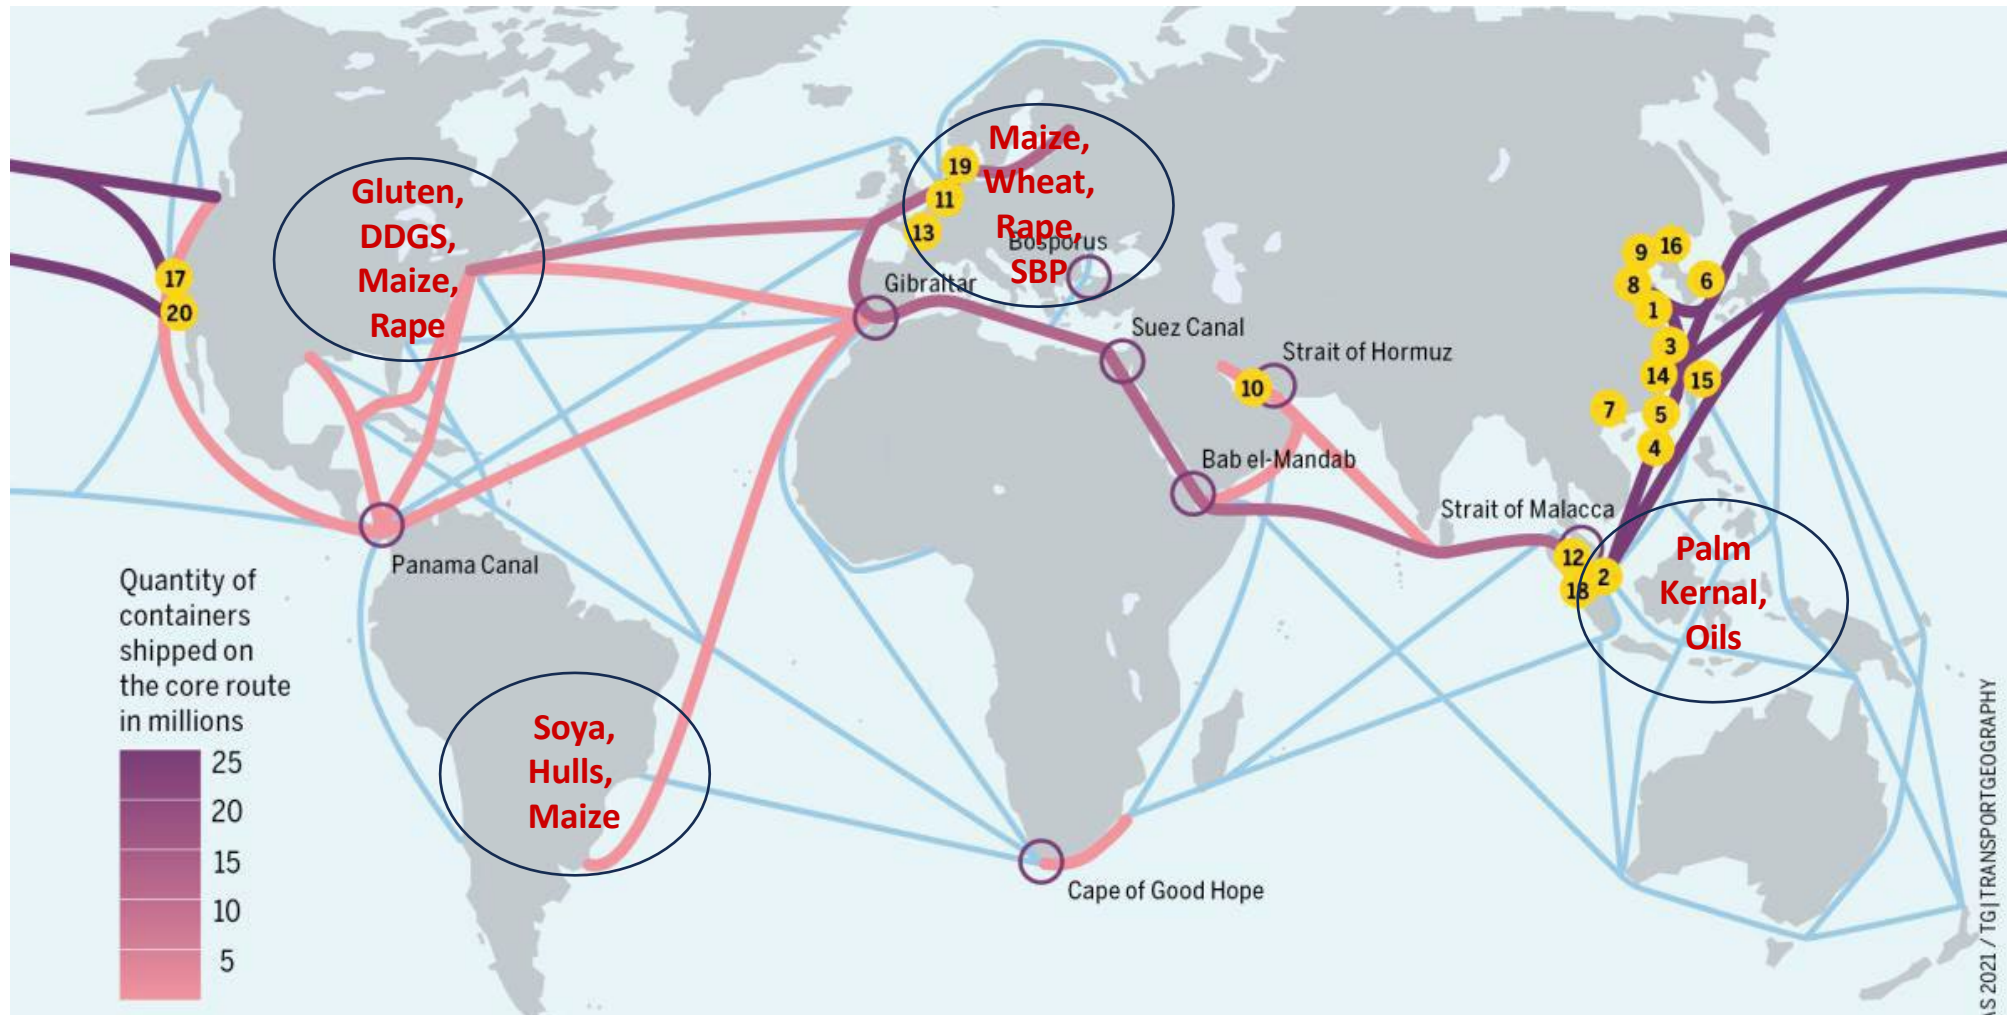 Gluten,
DDGS,
Maize,
Rape
Maize,
Wheat,
Rape,
SBP
19
11
13
Bosporus
Gibraltar
Suez Canal
Strait of Hormuz
10
Bab el-Mandab
Strait of Malacca
17
20
9
16
8
6
1
3
14
15
7
5
4
12
2
18
Palm
Kernal,
Oils
Panama Canal
Soya,
Hulls,
Maize
Cape of Good Hope
Quantity of
containers
shipped on
the core route
in millions
25
20
15
10
5
AS 2021 / TG|TRANSPORTGEOGRAPHY